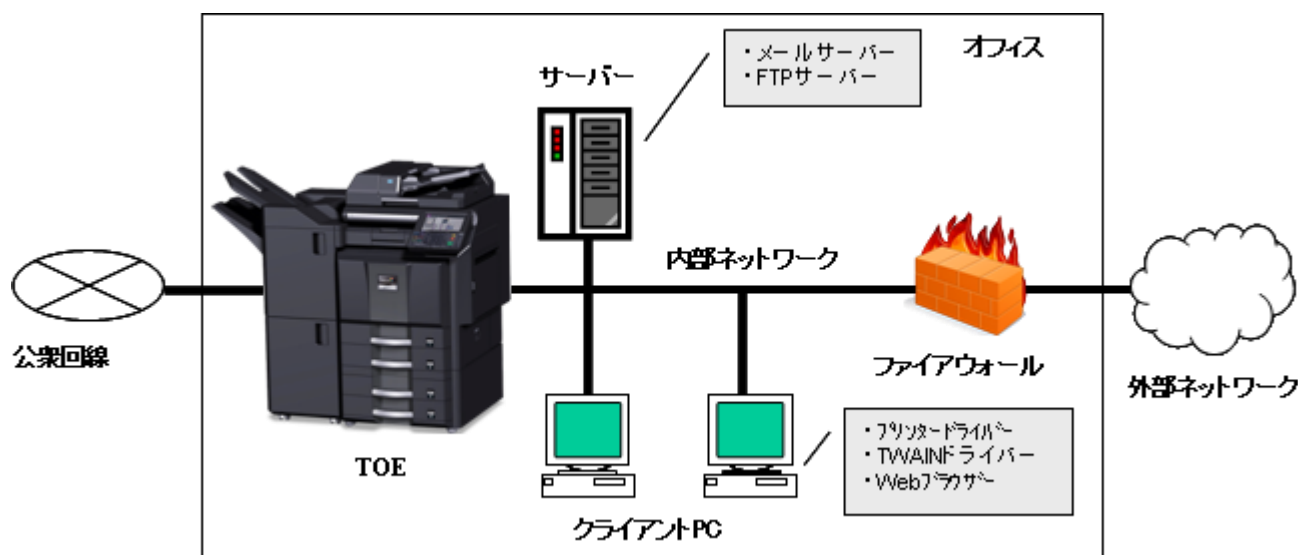 オフィス
・メールサーバー
・FTPサーバー
サーバー
内部ネットワーク
公衆回線
ファイアウォール
外部ネットワーク
TOE
・プリンタードライバー
・TWAINドライバー
・Webブラウザー
クライアントPC